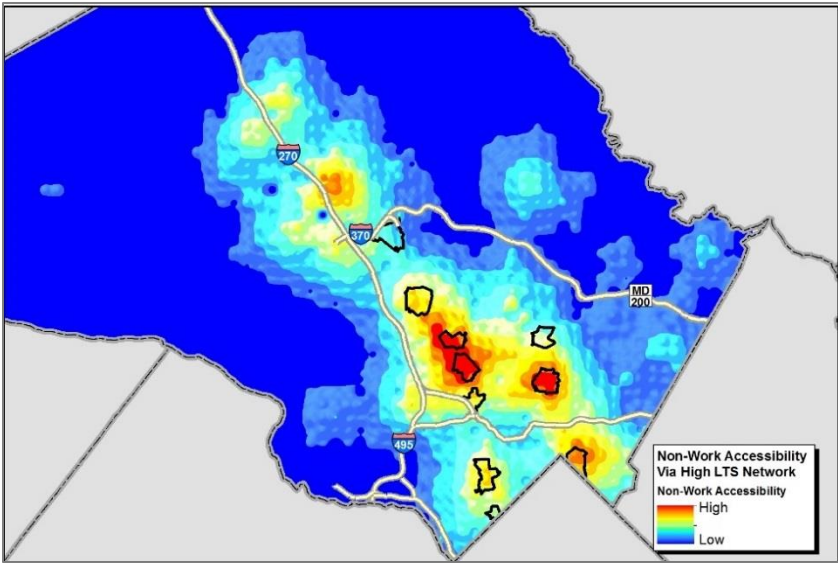 270
370
MD
200
495
Non-Work Accessibility
Via High LTS Network
Non-Work Accessibility
High
Low